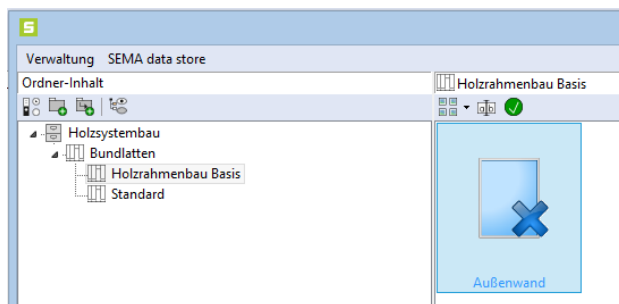 S
Verwaltung SEMA data store
Ordner-Inhalt
Holzrahmenbau Basis
Holzsystembau
Bundlatten
Holzrahmenbau Basis
Standard
Außenwand